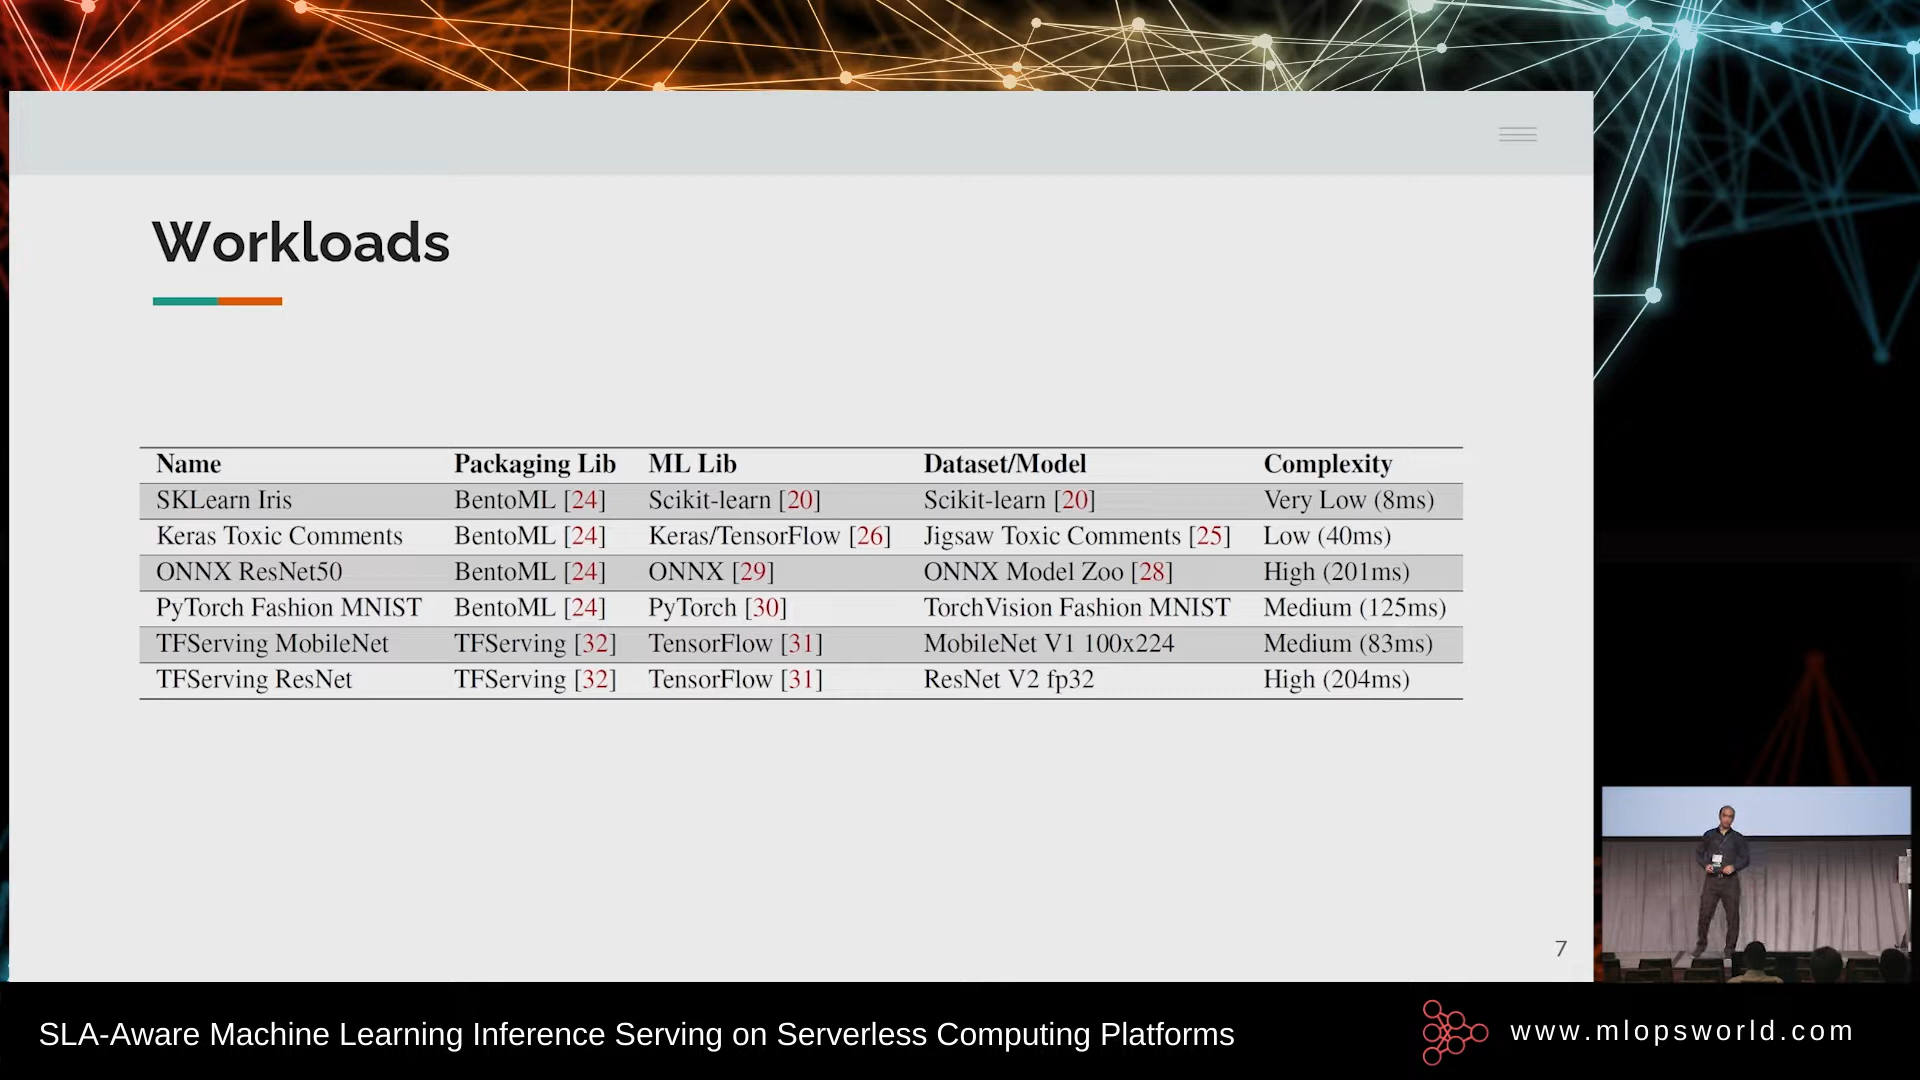 Workloads
Name Packaging Lib ML Lib Dataset/Model Complexity
SKLearn Iris BentoML [24] Scikit-learn [20] Scikit-learn [20] Very Low (8ms)
Keras Toxic Comments BentoML [24] Keras/TensorFlow [26] Jigsaw Toxic Comments [25] Low (40ms)
ONNX ResNet50 BentoML [24] ONNX [29] ONNX Model Zoo [28] High (201ms)
PyTorch Fashion MNIST BentoML [24] PyTorch [30] TorchVision Fashion MNIST Medium (125ms)
TFServing MobileNet TFServing [32] TensorFlow [31] MobileNet V1 100x224 Medium (83ms)
TFServing ResNet TFServing [32] TensorFlow [31] ResNet V2 fp32 High (204ms)
7
SLA-Aware Machine Learning Inference Serving on Serverless Computing Platforms
www.mlopsworld.com